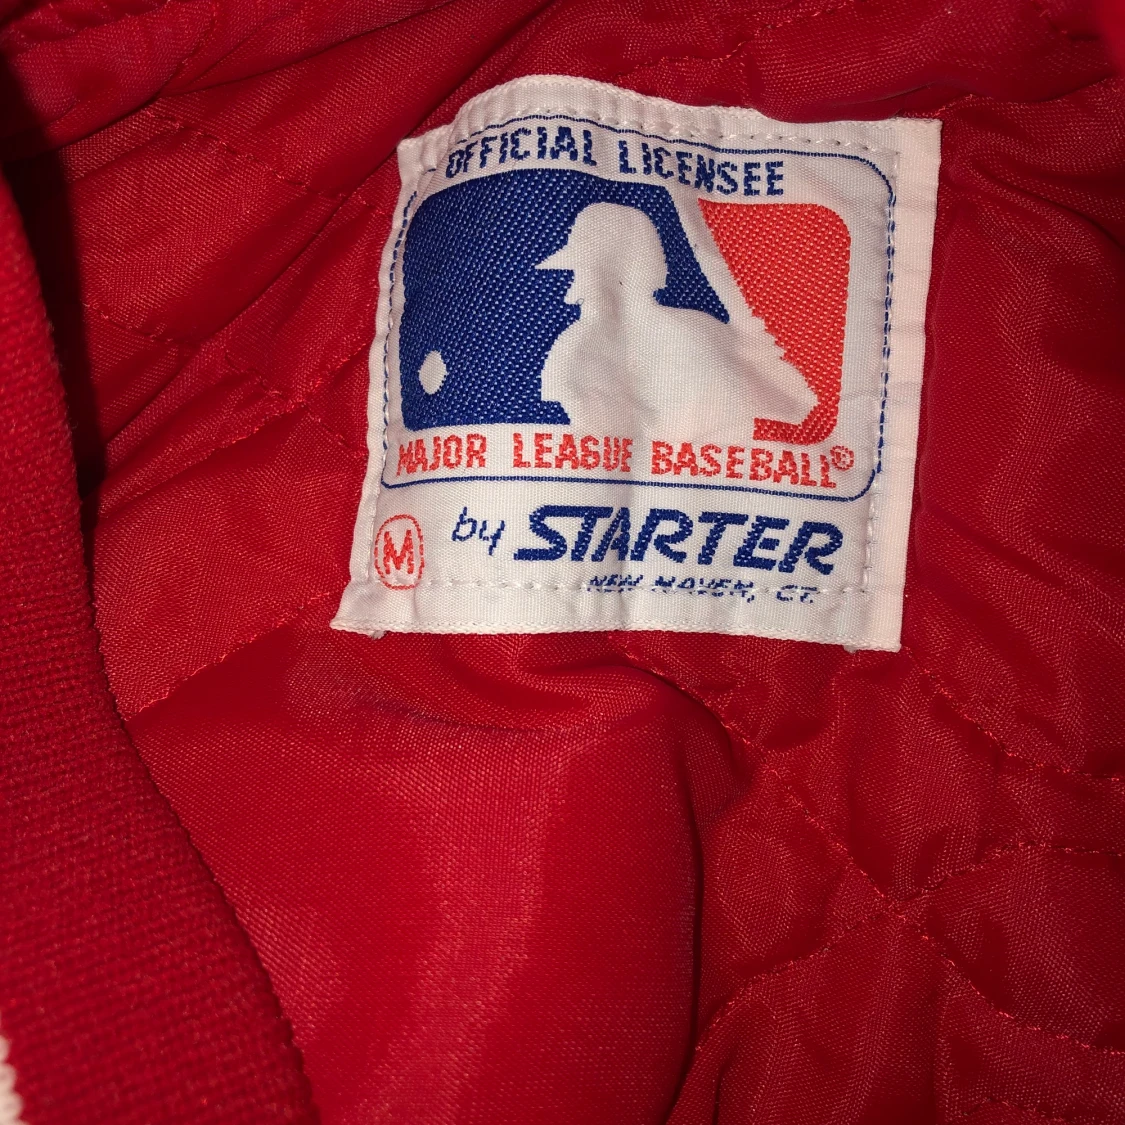 OFFICIAL LICENSEE
MAJOR LEAGUE BASEBALL®
M by STARTER
NEW HAVEN, CT.